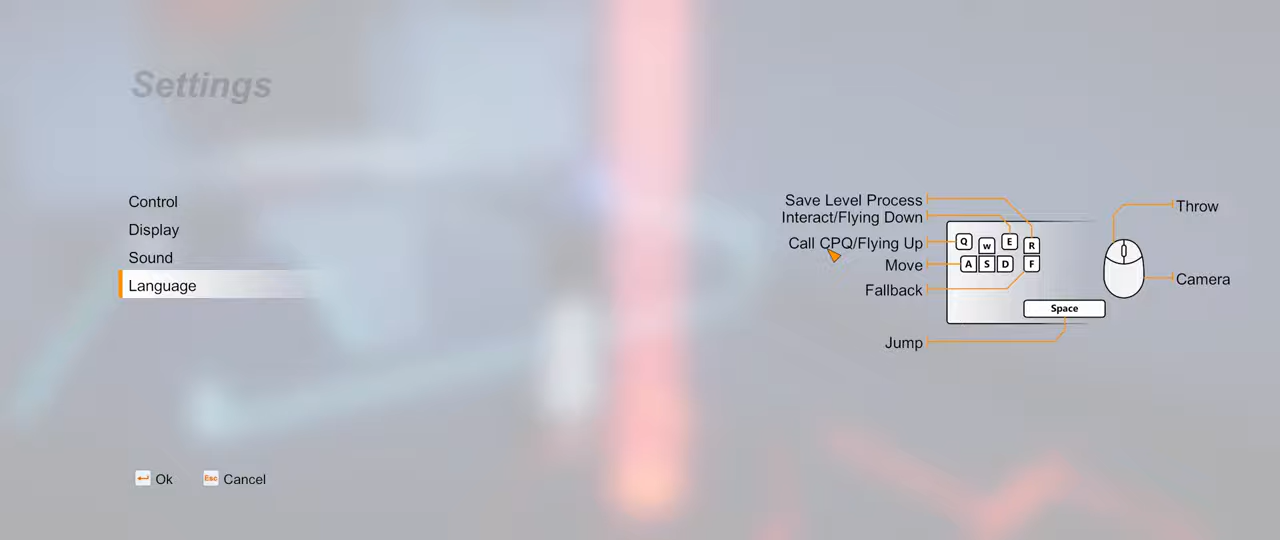 Settings
Control
Display
Sound
Language
Save Level Process
Interact/Flying Down
Call CPQ/Flying Up
Move
Fallback
Jump
Q W E R
A S D F
Space
Throw
Camera
Ok
Esc Cancel